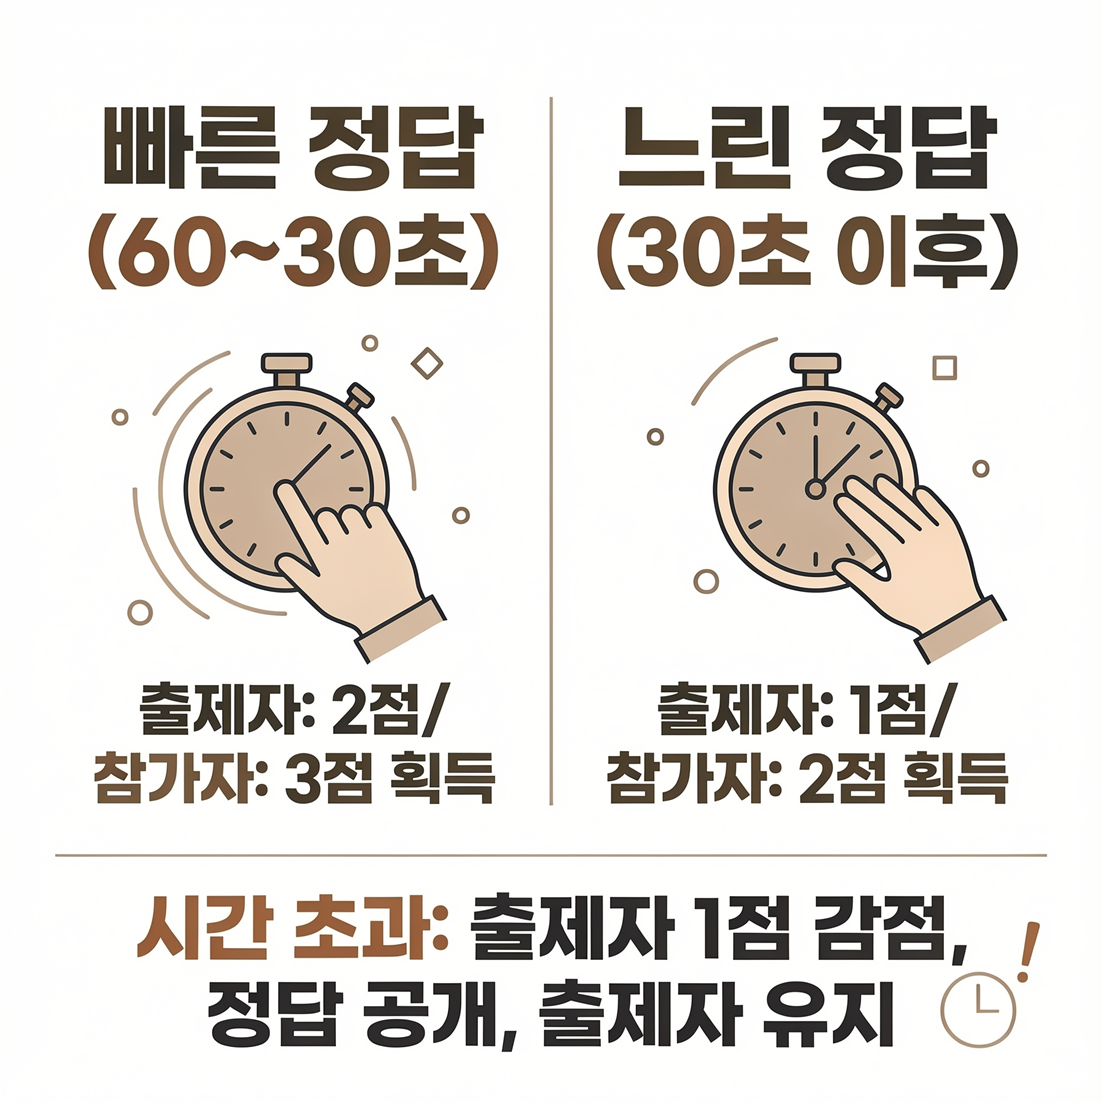 빠른 정답
(60~30초)
출제자: 2점/
참가자: 3점 획득
느린 정답
(30초 이후)
출제자: 1점/
참가자: 2점 획득
시간 초과: 출제자 1점 감점,
정답 공개, 출제자 유지
!